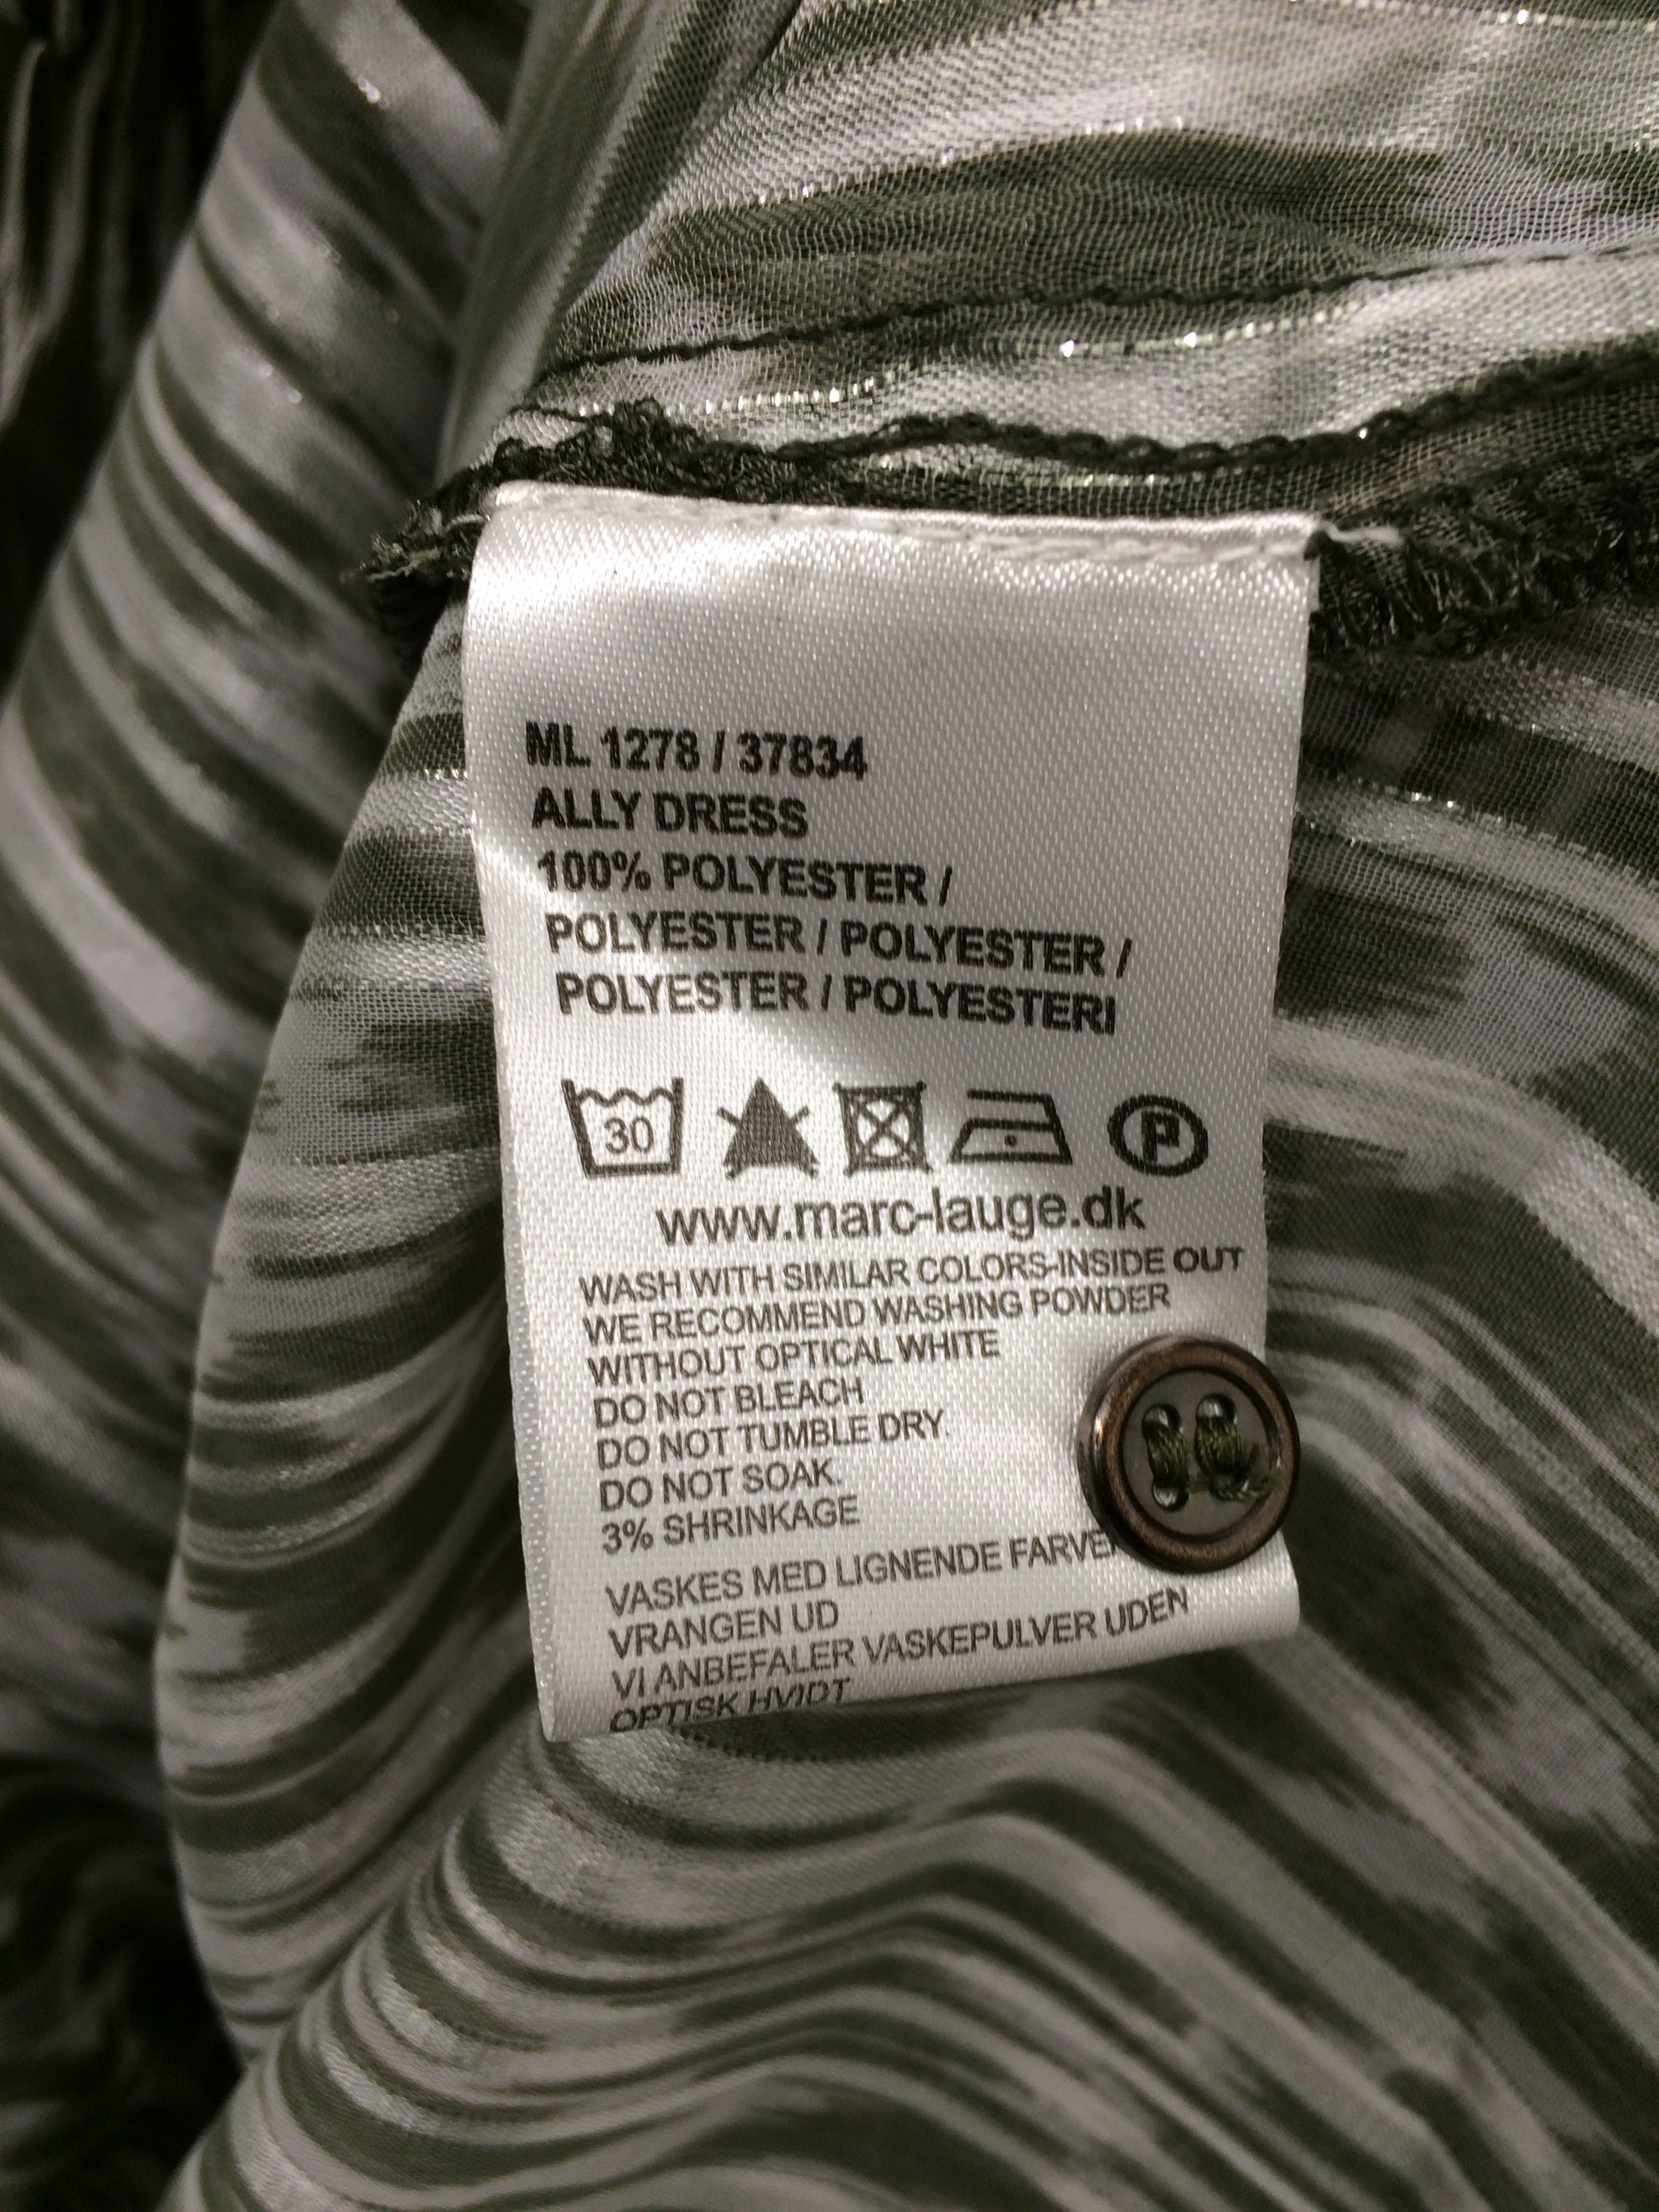 ML 1278 / 37834
ALLY DRESS
100% POLYESTER /
POLYESTER / POLYESTER /
POLYESTER / POLYESTERI
30 P
www.marc-lauge.dk
WASH WITH SIMILAR COLORS-INSIDE OUT
WE RECOMMEND WASHING POWDER
WITHOUT OPTICAL WHITE
DO NOT BLEACH
DO NOT TUMBLE DRY.
DO NOT SOAK.
3% SHRINKAGE
VASKES MED LIGNENDE FARVER
VRANGEN UD
VI ANBEFALER VASKEPULVER UDEN
OPTISK HVIDT